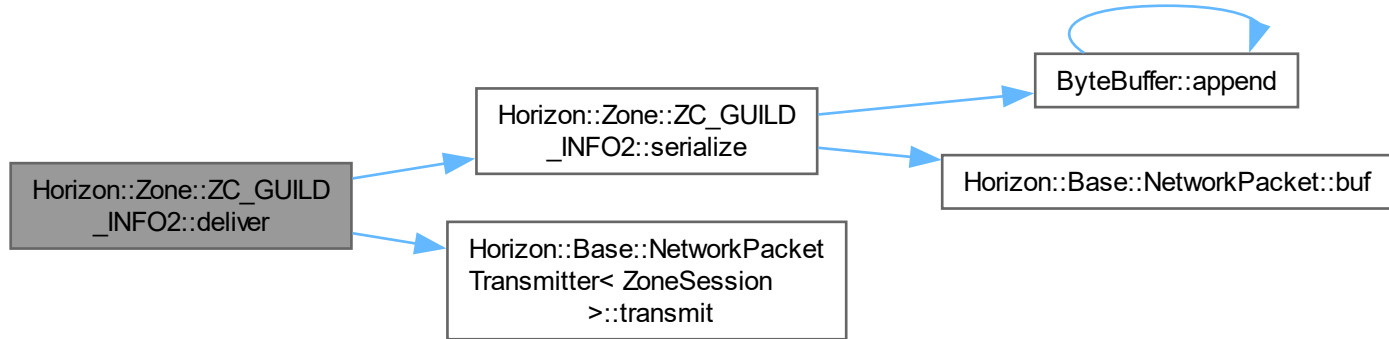 Horizon::Zone::ZC_GUILD
_INFO2::deliver
Horizon::Zone::ZC_GUILD
_INFO2::serialize
ByteBuffer::append
Horizon::Base::NetworkPacket::buf
Horizon::Base::NetworkPacket
Transmitter< ZoneSession
>::transmit